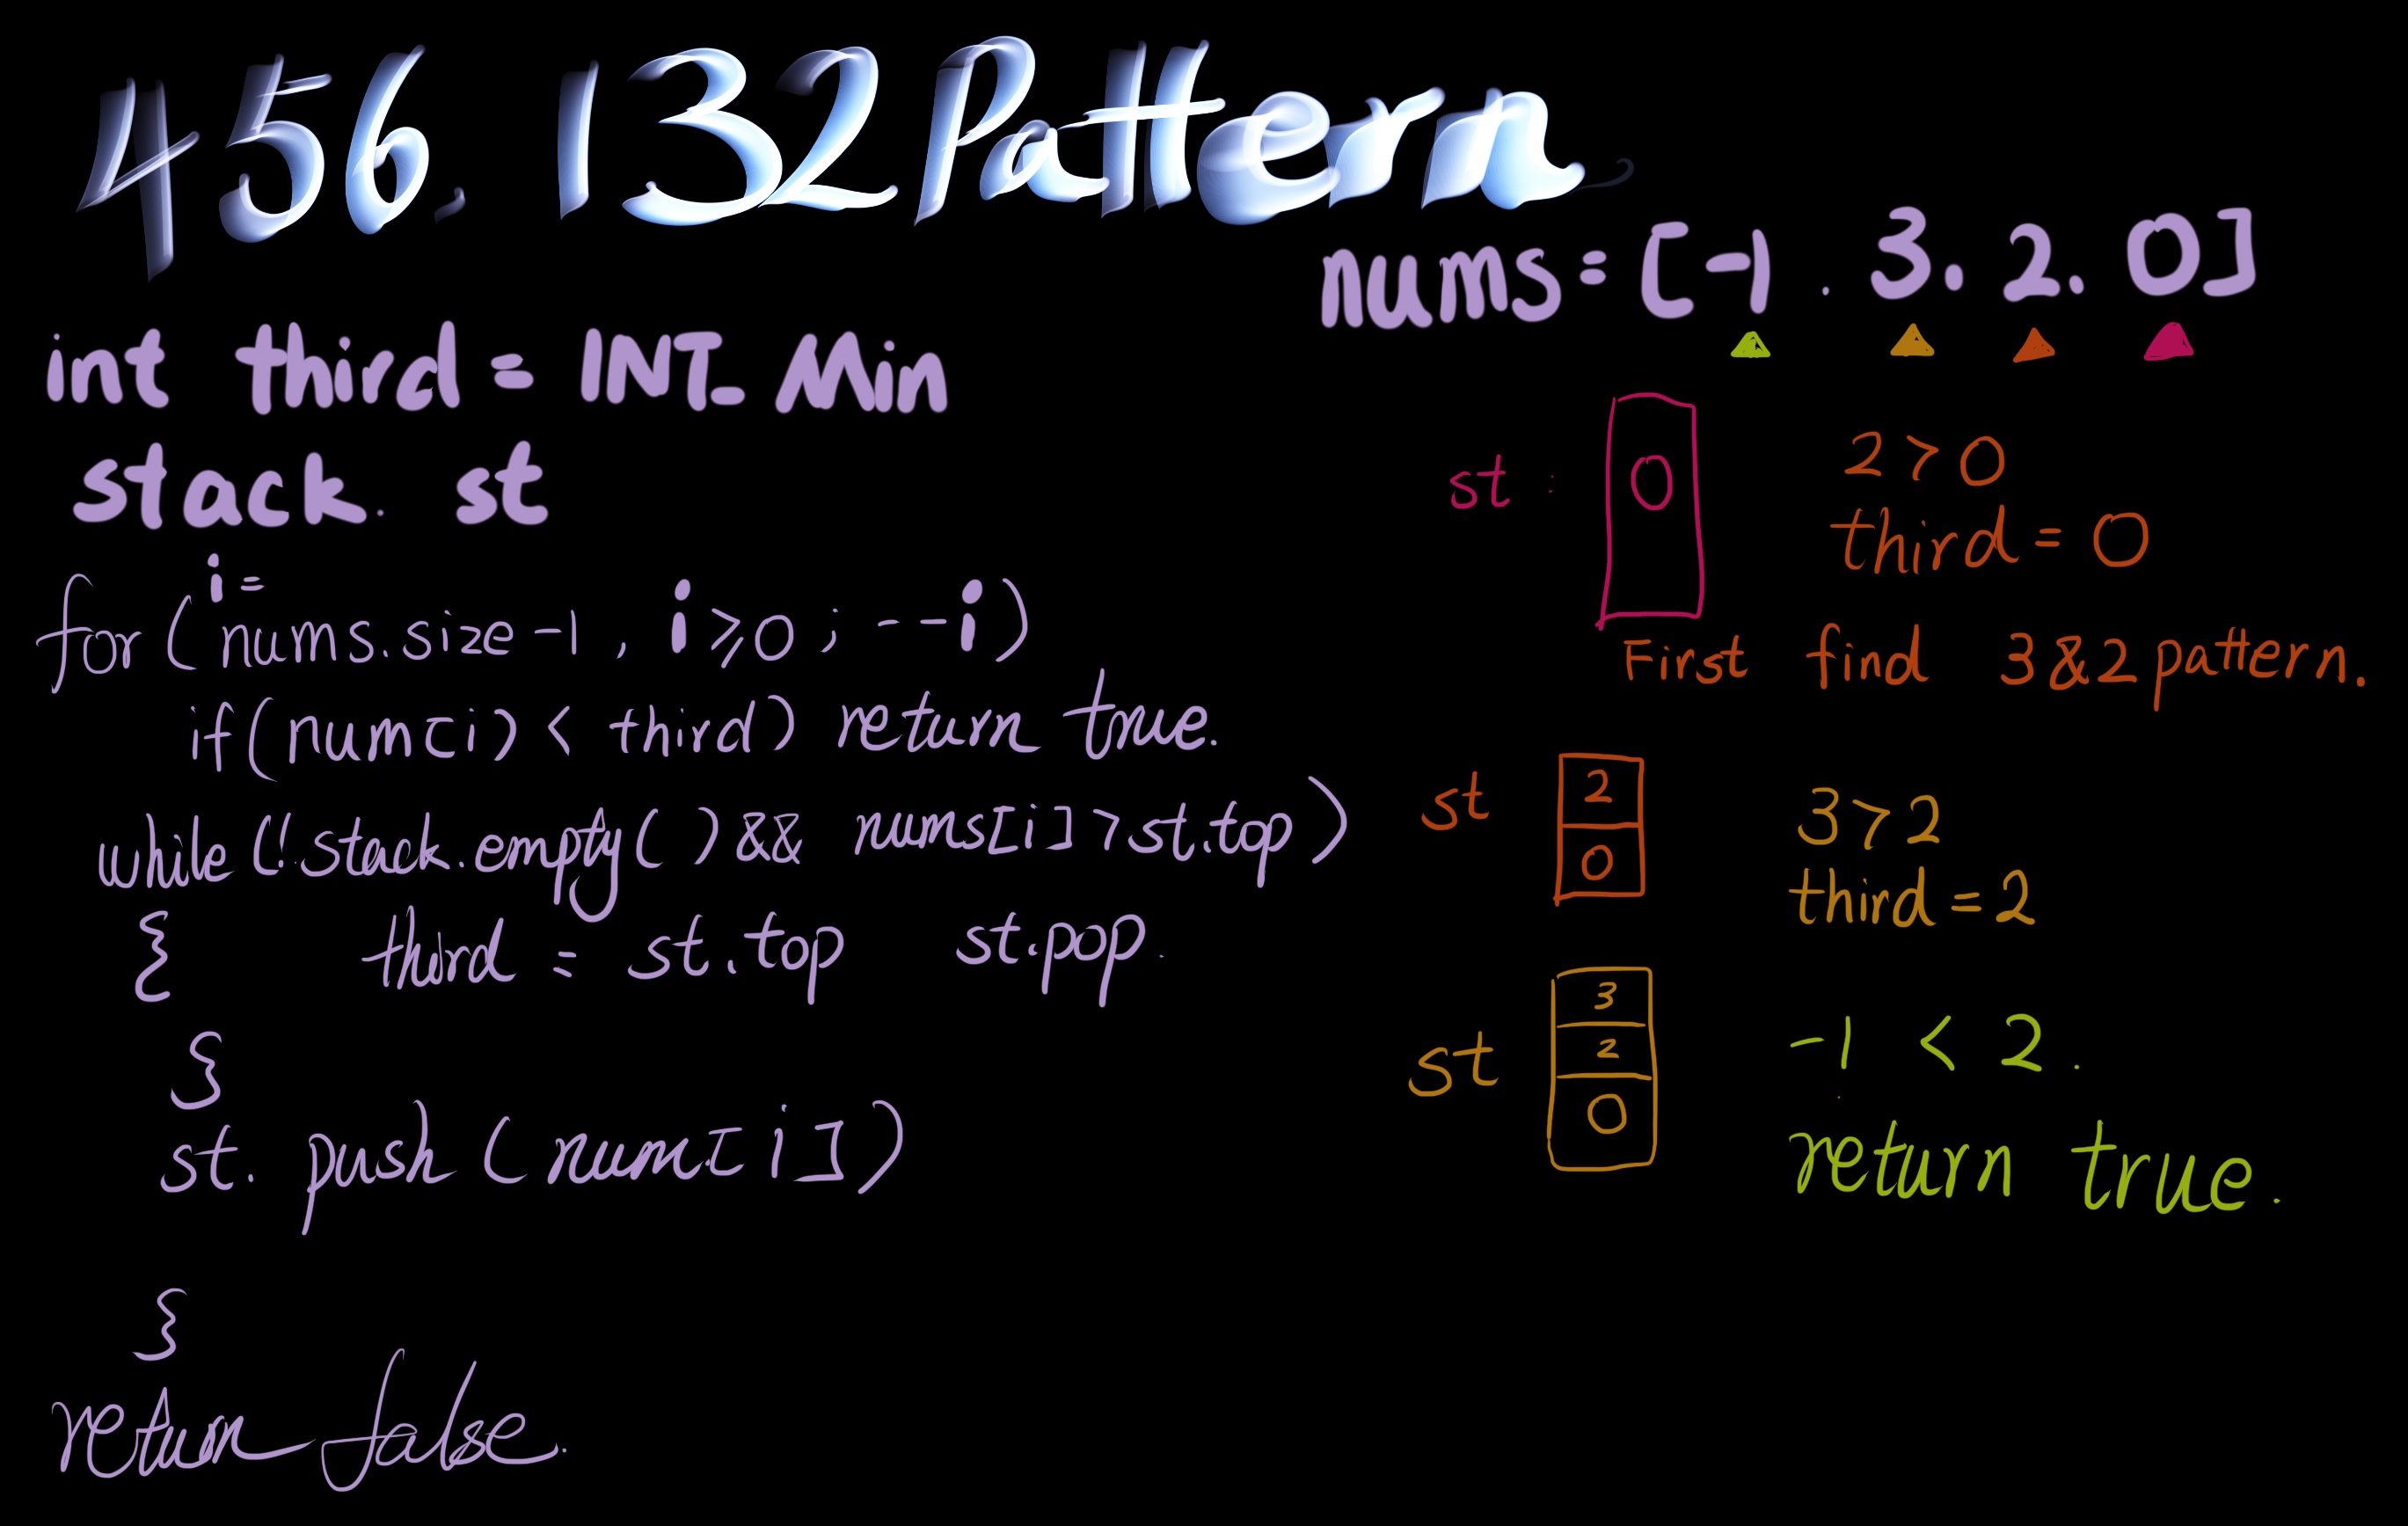 456. 132 Pattern
nums = [-1 . 3. 2. 0]
int third = INT_Min
stack. st
i =
for ( nums.size-1 , i ≥ 0 ; --i )
if (num[i) < third) return true.
while (!stack.empty( ) && nums[i] > st.top )
{ third = st.top st.pop.
}
st. push ( num[i])
}
return false.
st : 0
2 > 0
third = 0
First find 3 & 2 pattern.
st 2
0
3 > 2
third = 2
st 3
2
0
-1 < 2 .
return true.